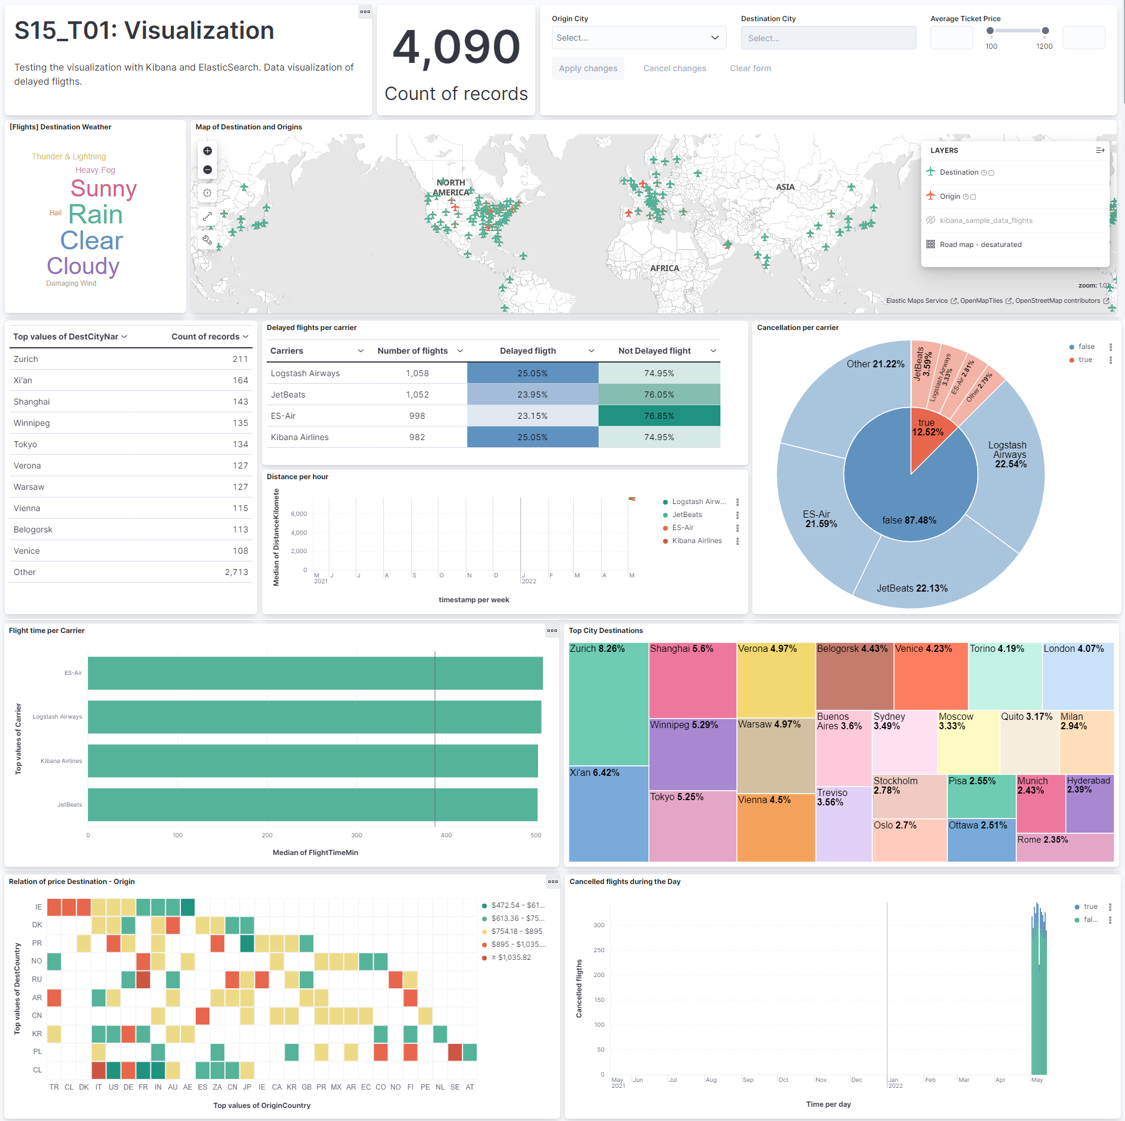 S15_T01: Visualization
Testing the visualization with Kibana and ElasticSearch. Data visualization of
delayed fligths.
4,090
Count of records
Origin City
Select...
Destination City
Select...
Average Ticket Price
100 1200
Apply changes Cancel changes Clear form
[Flights] Destination Weather
Thunder & Lightning
Heavy Fog
Sunny
Hail
Rain
Clear
Cloudy
Damaging Wind
Map of Destination and Origins
NORTH
AMERICA
ASIA
AFRICA
LAYERS
Destination
Origin
kibana_sample_data_flights
Road map - desaturated
Elastic Maps Service , OpenMapTiles , OpenStreetMap contributors
Top values of DestCityNar Count of records
Zurich 211
Xi'an 164
Shanghai 143
Winnipeg 135
Tokyo 134
Verona 127
Warsaw 127
Vienna 115
Belogorsk 113
Venice 108
Other 2,713
Delayed flights per carrier
Carriers Number of flights Delayed fligth Not Delayed flight
Logstash Airways 1,058 25.05% 74.95%
JetBeats 1,052 23.95% 76.05%
ES-Air 998 23.15% 76.85%
Kibana Airlines 982 25.05% 74.95%
Distance per hour
Median of DistanceKilomete
6,000
4,000
2,000
0
M J J A S O N D J F M A M
2021 2022
timestamp per week
Logstash Airw...
JetBeats
ES-Air
Kibana Airlines
Cancellation per carrier
false
true
Other 21.22%
JetBeats
3.59%
Logstash Airways
3.33%
ES-Air 2.81%
Other 2.79%
true
12.52%
Logstash
Airways
22.54%
ES-Air
21.59%
false 87.48%
JetBeats 22.13%
Flight time per Carrier
Top values of Carrier
ES-Air
Logstash Airways
Kibana Airlines
JetBeats
0 100 200 300 400 500
Median of FlightTimeMin
Top City Destinations
Zurich 8.26%
Shanghai 5.6%
Verona 4.97%
Belogorsk 4.43%
Venice 4.23%
Torino 4.19%
London 4.07%
Winnipeg 5.29%
Warsaw 4.97%
Buenos
Aires 3.6%
Sydney
3.49%
Moscow
3.33%
Quito 3.17%
Milan
2.94%
Xi'an 6.42%
Tokyo 5.25%
Vienna 4.5%
Treviso
3.56%
Stockholm
2.78%
Pisa 2.55%
Munich
2.43%
Hyderabad
2.39%
Oslo 2.7%
Ottawa 2.51%
Rome 2.35%
Relation of price Destination - Origin
Top values of DestCountry
IE
DK
PR
NO
RU
AR
CN
KR
PL
CL
TR CL DK IT US DE FR IN AU AE ES ZA CN JP IE CA KR GB PR MX AR EC CO NO FI PE NL SE AT
Top values of OriginCountry
$472.54 - $61...
$613.36 - $75...
$754.18 - $895
$895 - $1,035....
≥ $1,035.82
Cancelled flights during the Day
Cancelled fligths
300
250
200
150
100
50
0
May Jun Jul Aug Sep Oct Nov Dec Jan Feb Mar Apr May
2021 2022
Time per day
true
fal...